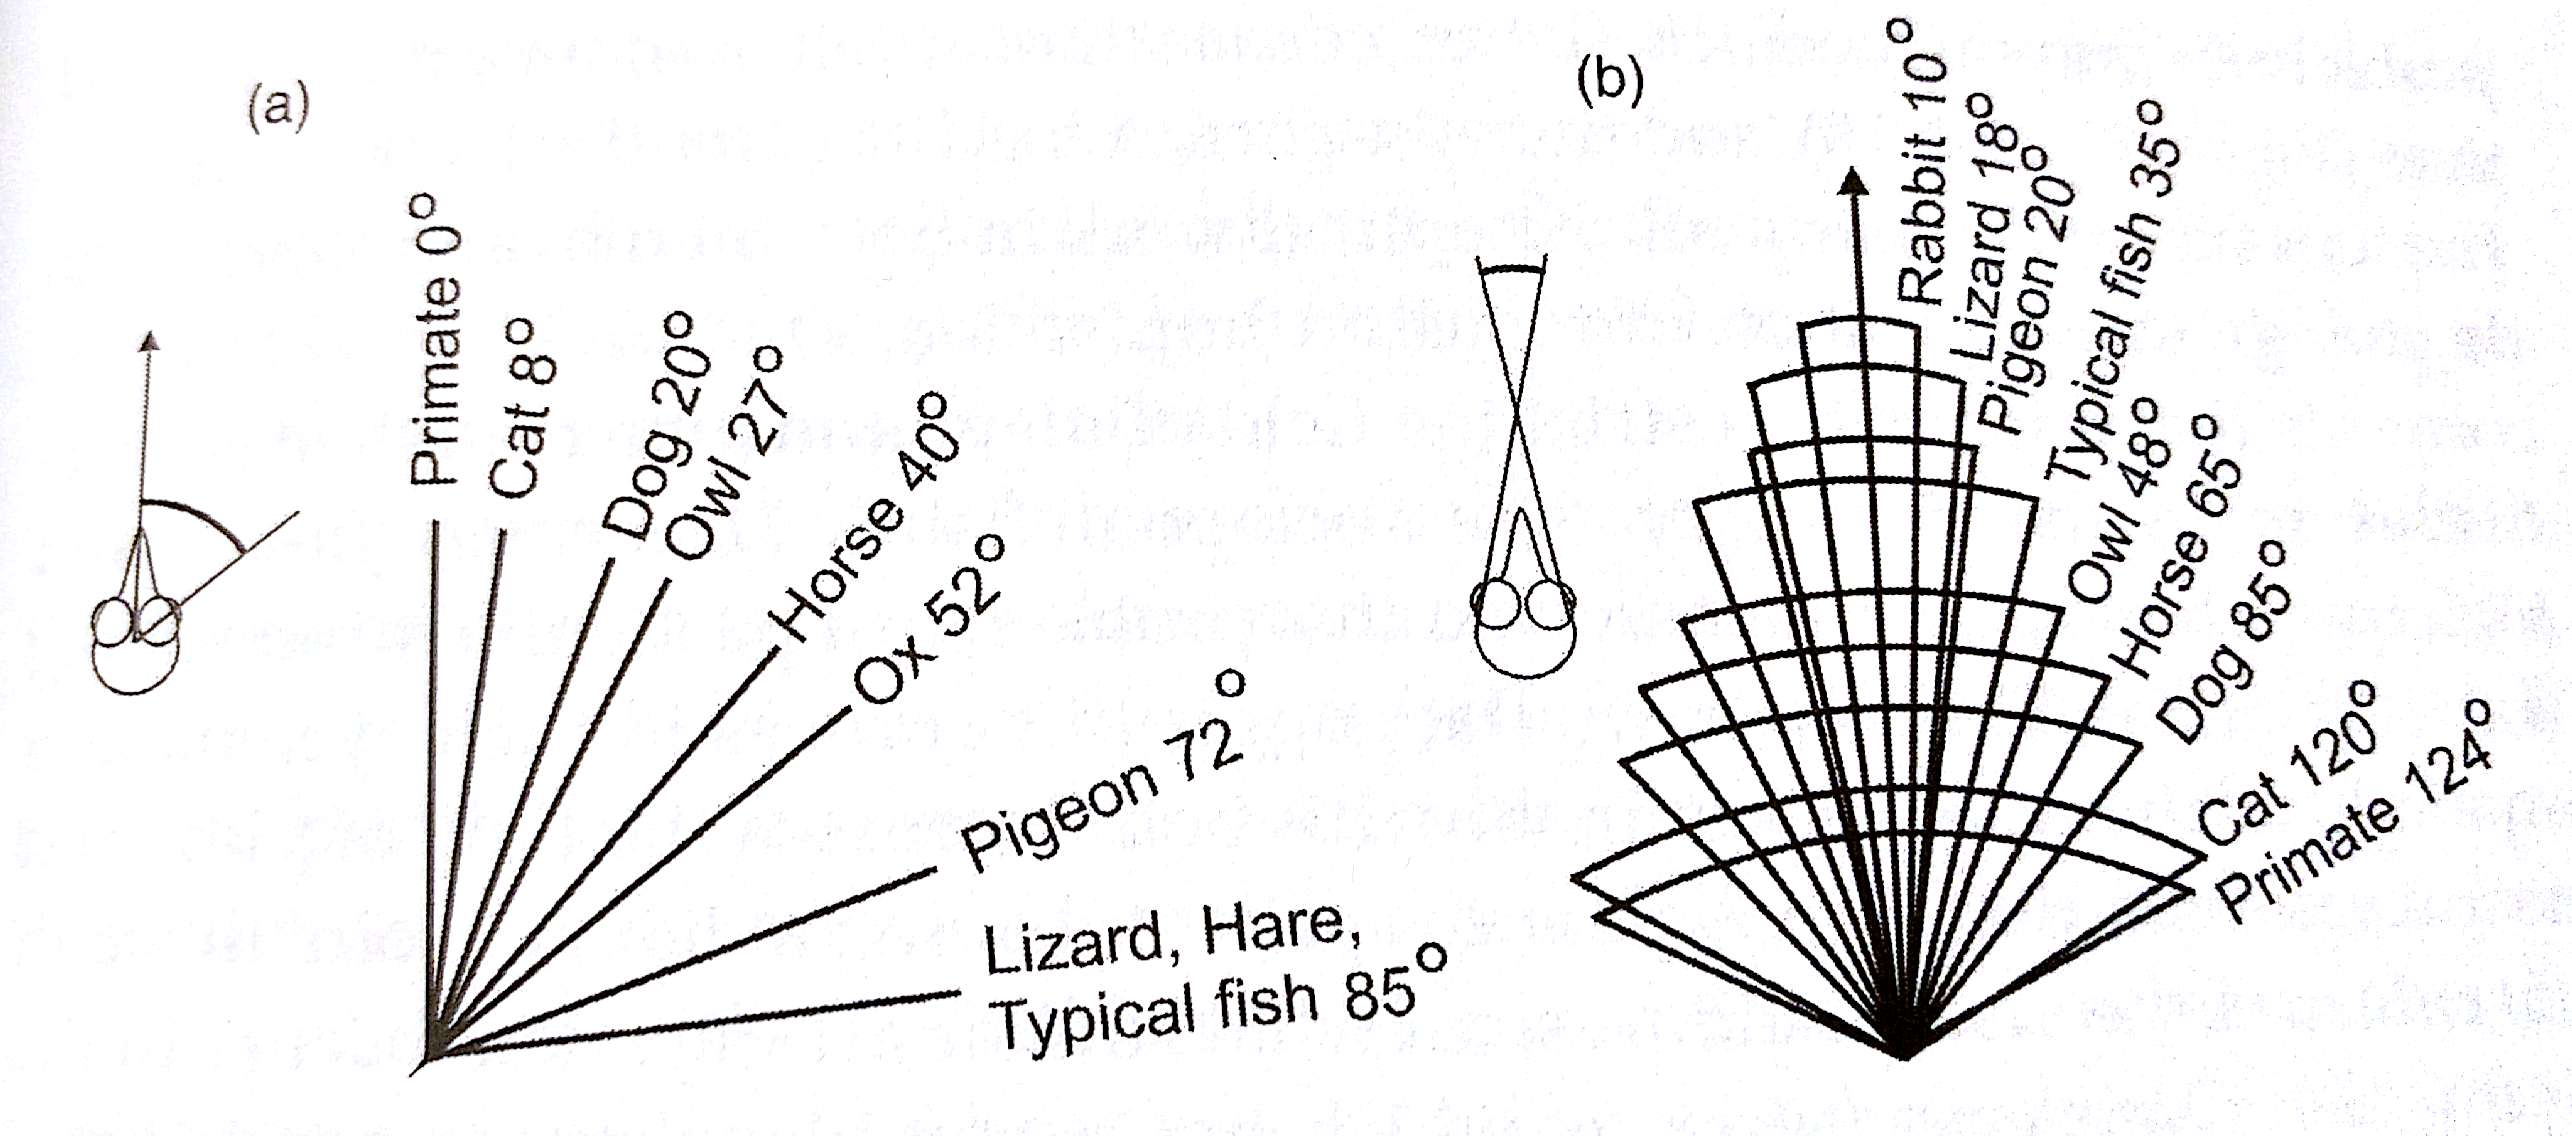 (a)
Primate 0°
Cat 8°
Dog 20°
Owl 27°
Horse 40°
Ox 52°
Pigeon 72°
Lizard, Hare,
Typical fish 85°
(b)
Rabbit 10°
Lizard 18°
Pigeon 20°
Typical fish 35°
Owl 48°
Horse 65°
Dog 85°
Cat 120°
Primate 124°